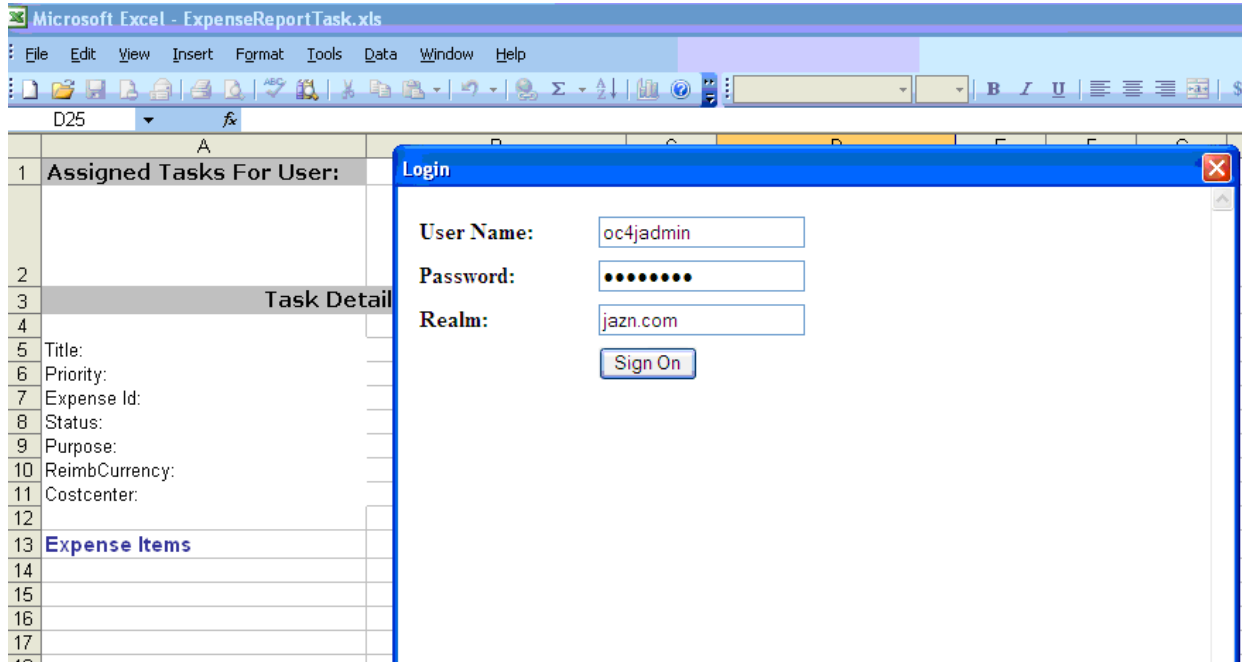 Microsoft Excel - ExpenseReportTask.xls
File Edit View Insert Format Tools Data Window Help
ABC Σ A Z B I U $
D25 fx
A
1 Assigned Tasks For User:
Login
User Name: oc4jadmin
2 Password: ••••••••
3 Task Detail
Realm: jazn.com
4
5 Title:
Sign On
6 Priority:
7 Expense Id:
8 Status:
9 Purpose:
10 ReimbCurrency:
11 Costcenter:
12
13 Expense Items
14
15
16
17